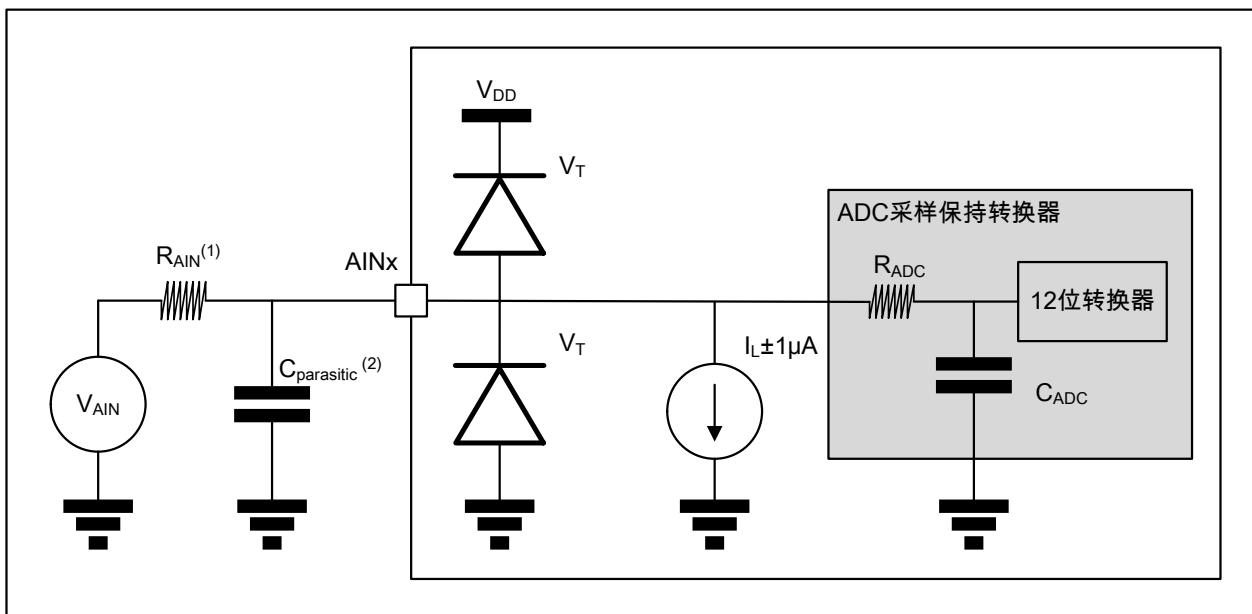 V_DD
V_T
ADC采样保持转换器
R_AIN^(1)
AINx
R_ADC
12位转换器
V_T
I_L±1μA
C_parasitic^(2)
V_AIN
C_ADC